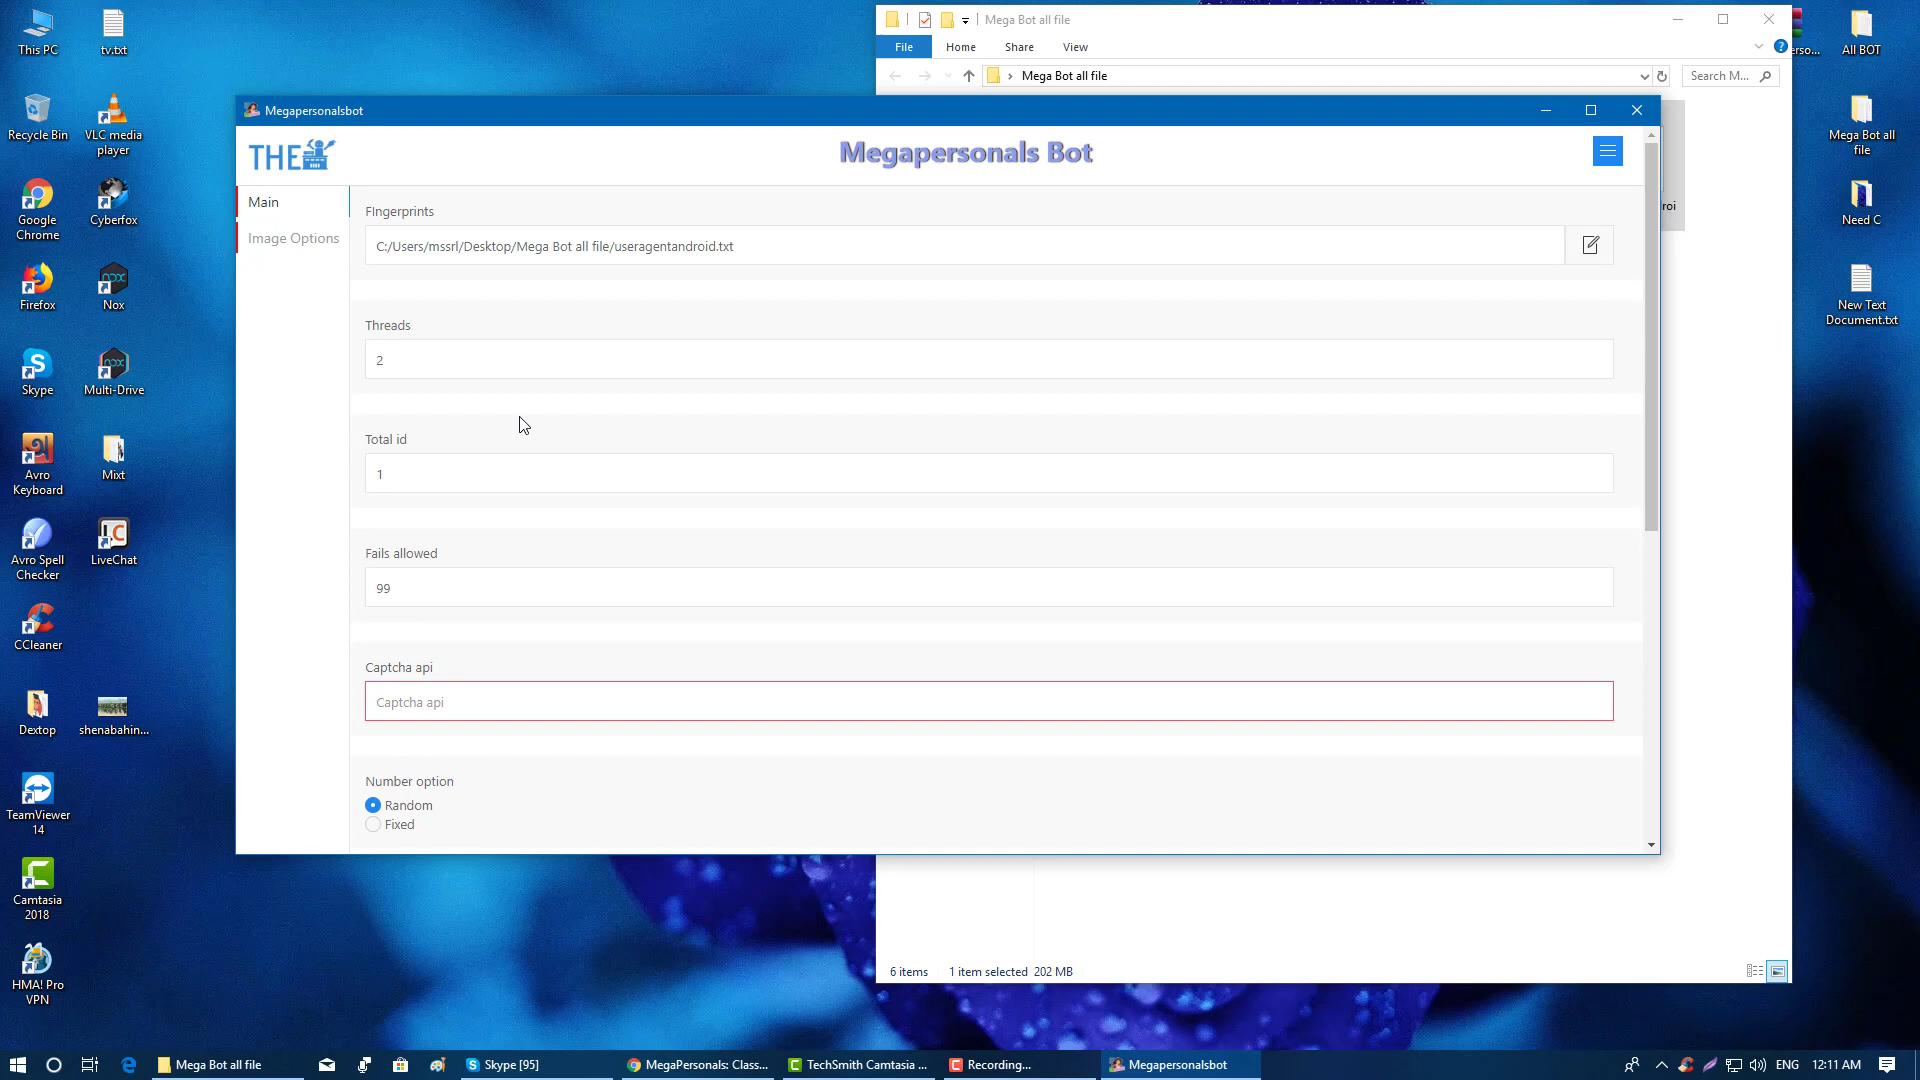 This PC
tv.txt
Recycle Bin
VLC media
player
Google
Chrome
Cyberfox
Firefox
Nox
Skype
Multi-Drive
Avro
Keyboard
Mixt
Avro Spell
Checker
LiveChat
CCleaner
Dextop
shenabahin...
TeamViewer
14
Camtasia
2018
HMA! Pro
VPN
Mega Bot all file
File
Home
Share
View
Mega Bot all file
Search M...
Megapersonalsbot
THE
Megapersonals Bot
Main
Image Options
FIngerprints
C:/Users/mssrl/Desktop/Mega Bot all file/useragentandroid.txt
Threads
2
Total id
1
Fails allowed
99
Captcha api
Captcha api
Number option
Random
Fixed
roi
6 items
1 item selected 202 MB
erso...
All BOT
Mega Bot all
file
Need C
New Text
Document.txt
Mega Bot all file
Skype [95]
MegaPersonals: Class...
TechSmith Camtasia ...
Recording...
Megapersonalsbot
ENG
12:11 AM